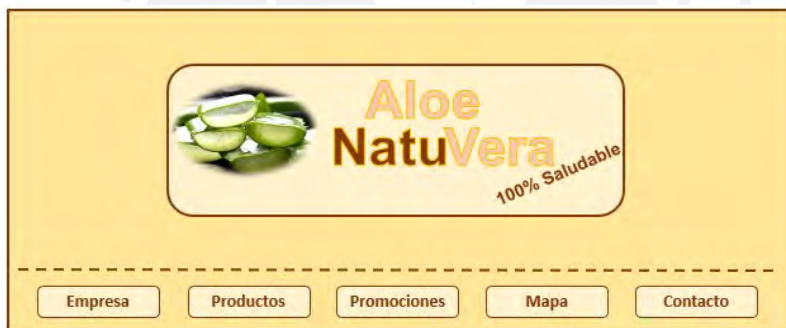 Aloe
NatuVera
100% Saludable
Empresa Productos Promociones Mapa Contacto